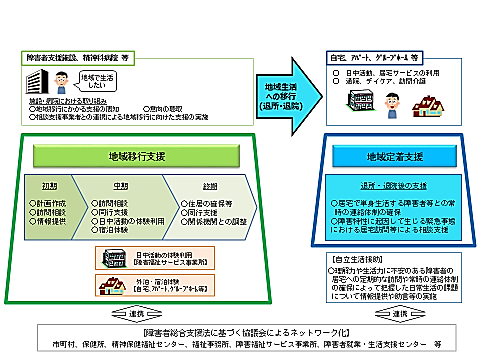 障害者支援施設、精神科病院 等
地域で生活
したい
施設・病院における取り組み
○地域移行にかかる支援の周知　○意向の聴取
○相談支援事業者との連携による地域移行に向けた支援の実施
地域生活
への移行
(退所・退院)
自宅、アパート、グループホーム 等
○ 日中活動、居宅サービスの利用
○ 通院、デイケア、訪問介護
地域移行支援
初期
○計画作成
○訪問相談
○情報提供
中期
○訪問相談
○同行支援
○日中活動の体験利用
○宿泊体験
終期
○住居の確保等
○同行支援
○関係機関との調整
日中活動の体験利用
【障害福祉サービス事業所】
外泊・宿泊体験
【自宅、アパート、グループホーム等】
地域定着支援
退所・退院後の支援
○居宅で単身生活する障害者等との常
時の連絡体制の確保
○障害特性に起因して生じる緊急事態
における居宅訪問等による相談支援
【自立生活援助】
○理解力や生活力に不安のある障害者の
居宅への定期的な訪問や常時の連絡体制
の確保によって把握した日常生活の課題
について情報提供や助言等の実施
連携
連携
【障害者総合支援法に基づく協議会によるネットワーク化】
市町村、保健所、精神保健福祉センター、福祉事務所、障害福祉サービス事業所、障害者就業・生活支援センター　等